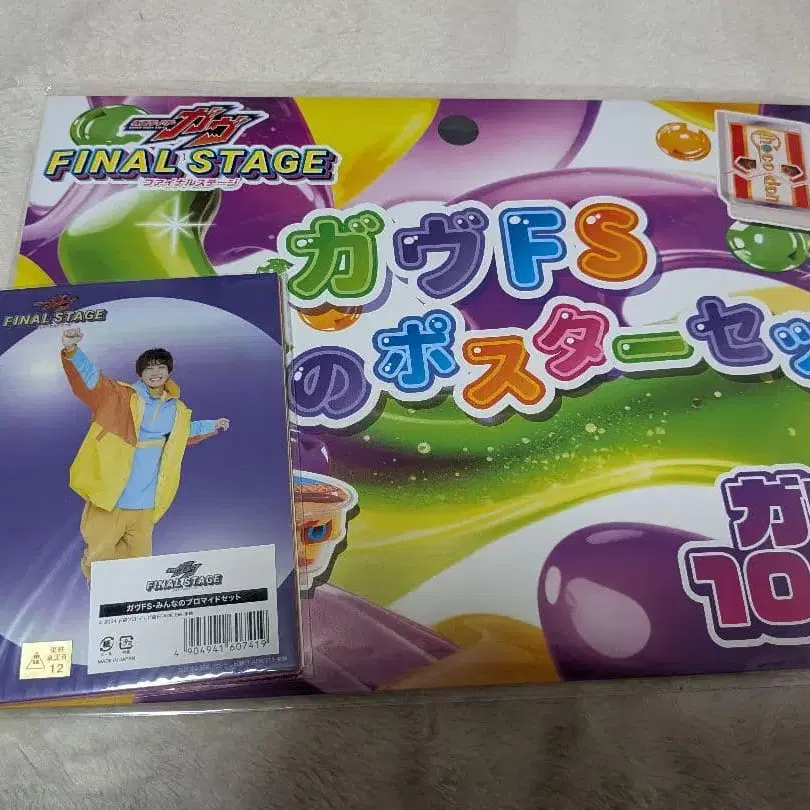 ガヴ
FINAL STAGE
ファイナルステージ
Choco don
ガヴFS
のポスターセッ
ガ
10
ガヴ
FINAL STAGE
FINAL STAGE
ガヴFS・みんなのブロマイドセット
4 904941 607419
MADE IN JAPAN
12